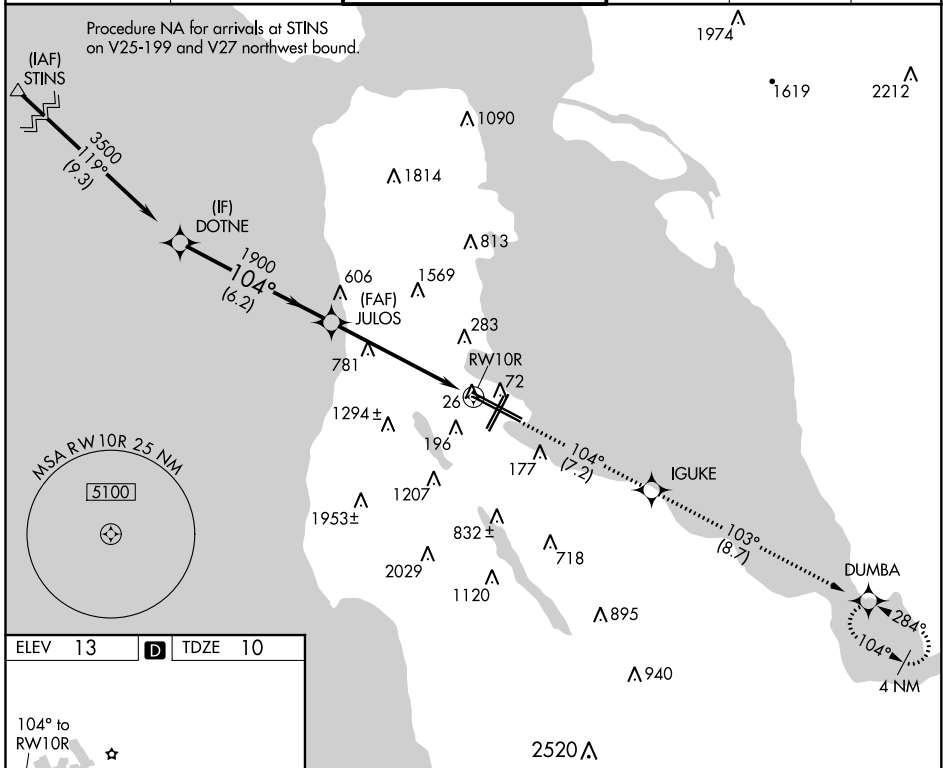 Procedure NA for arrivals at STINS
on V25-199 and V27 northwest bound.
(IAF)
STINS
3500
119°
(9.3)
(IF)
DOTNE
1900
104°
(6.2)
(FAF)
JULOS
1974
1619
2212
1090
1814
813
606
1569
283
781
RW10R
72
26
1294 ±
196
177
104°
(7.2)
IGUKE
1207
1953 ±
832 ±
718
2029
1120
103°
(8.7)
DUMBA
284°
104°
4 NM
895
940
2520
MSA RW 10R 25 NM
5100
ELEV 13
D
TDZE 10
104° to
RW10R